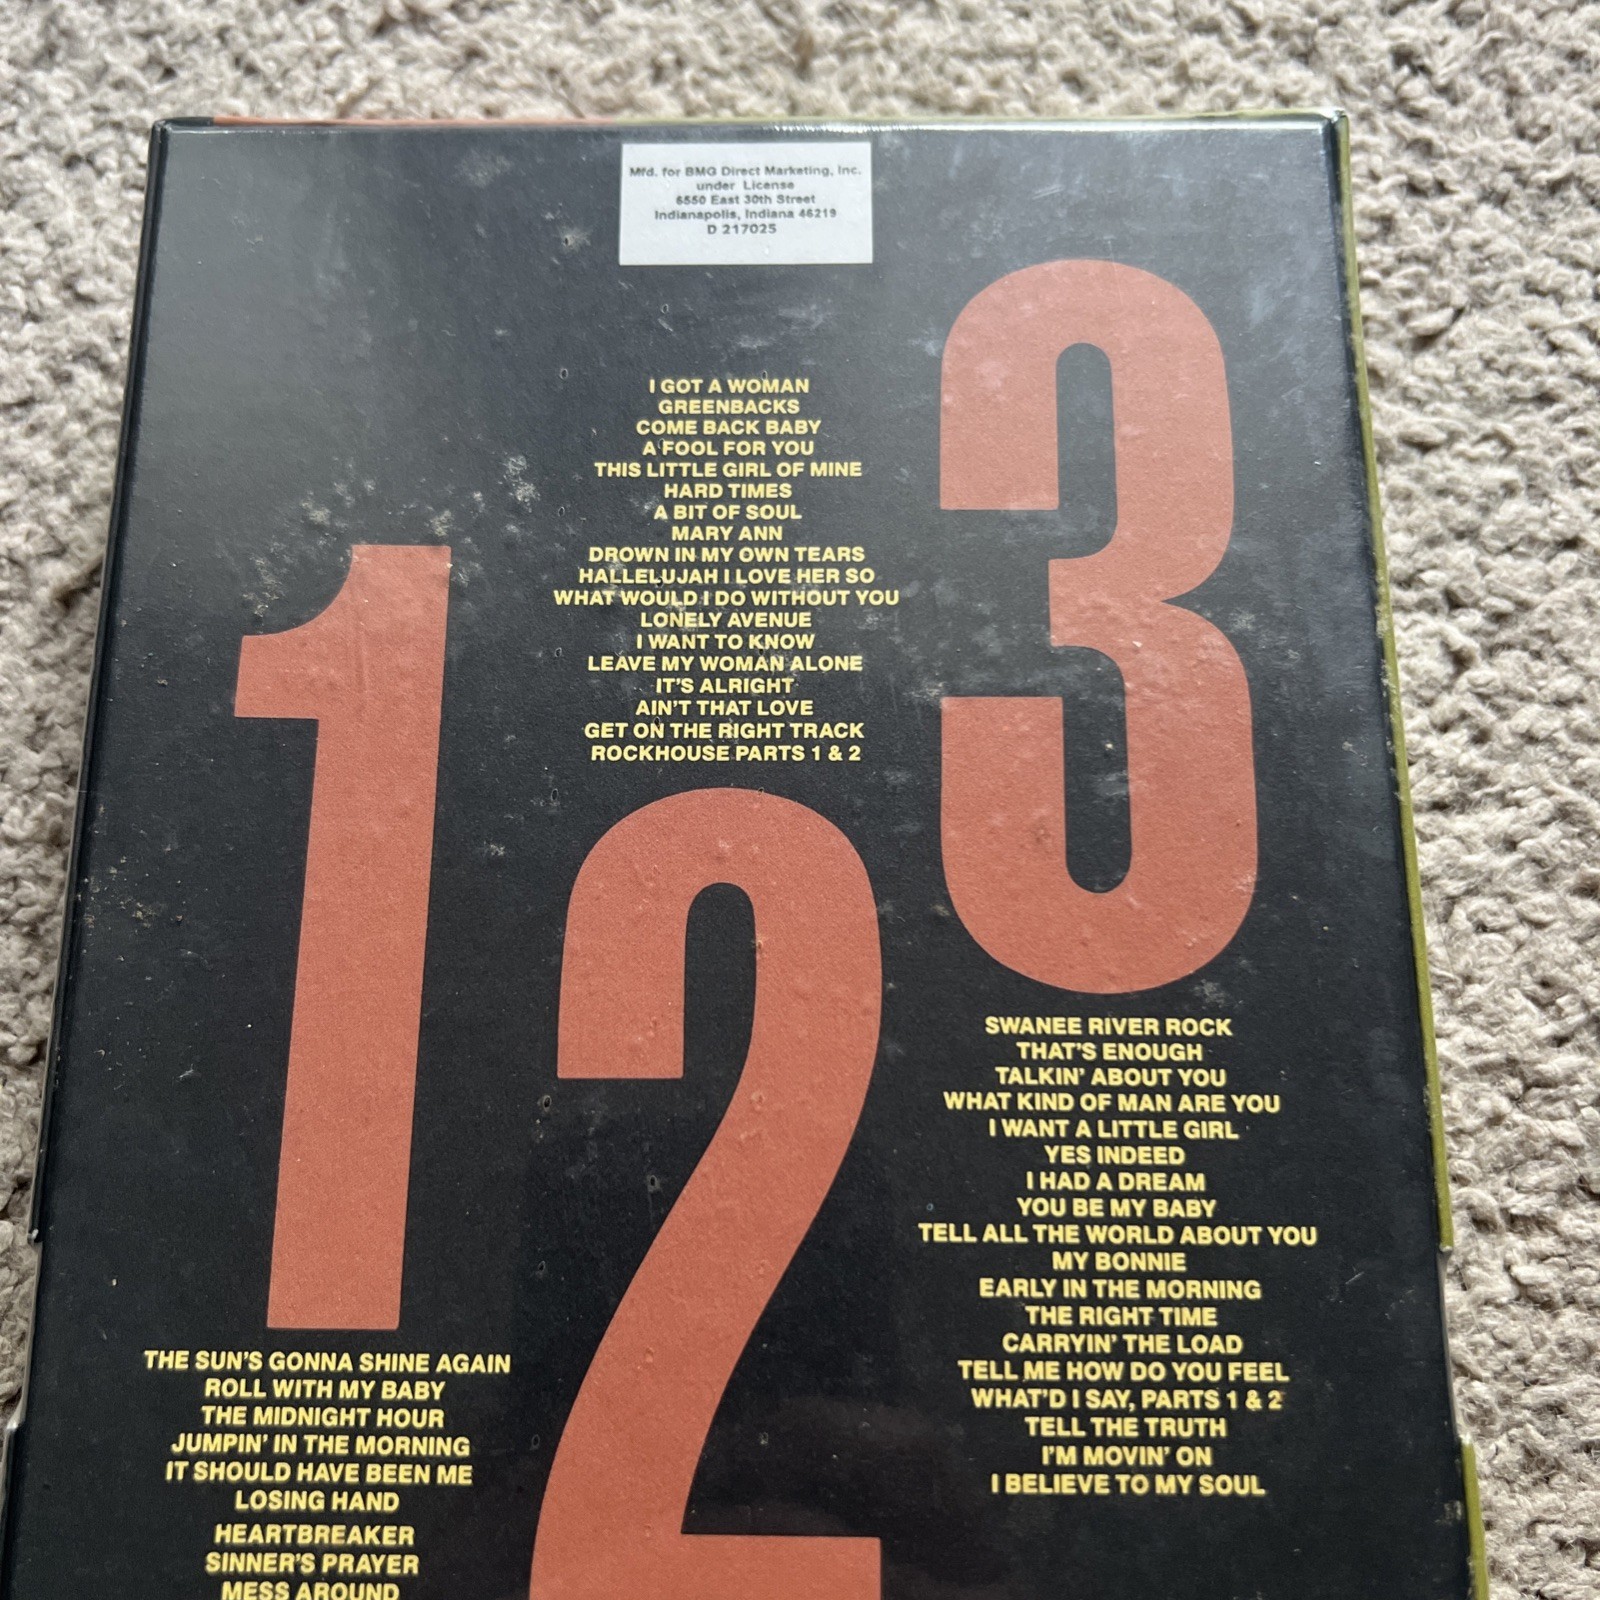 Mfd. for BMG Direct Marketing, Inc.
under License
6550 East 30th Street
Indianapolis, Indiana 46219
D 217025
1
THE SUN'S GONNA SHINE AGAIN
ROLL WITH MY BABY
THE MIDNIGHT HOUR
JUMPIN' IN THE MORNING
IT SHOULD HAVE BEEN ME
LOSING HAND
HEARTBREAKER
SINNER'S PRAYER
MESS AROUND
I GOT A WOMAN
GREENBACKS
COME BACK BABY
A FOOL FOR YOU
THIS LITTLE GIRL OF MINE
HARD TIMES
A BIT OF SOUL
MARY ANN
DROWN IN MY OWN TEARS
HALLELUJAH I LOVE HER SO
WHAT WOULD I DO WITHOUT YOU
LONELY AVENUE
I WANT TO KNOW
LEAVE MY WOMAN ALONE
IT'S ALRIGHT
AIN'T THAT LOVE
GET ON THE RIGHT TRACK
ROCKHOUSE PARTS 1 & 2
2
3
SWANEE RIVER ROCK
THAT'S ENOUGH
TALKIN' ABOUT YOU
WHAT KIND OF MAN ARE YOU
I WANT A LITTLE GIRL
YES INDEED
I HAD A DREAM
YOU BE MY BABY
TELL ALL THE WORLD ABOUT YOU
MY BONNIE
EARLY IN THE MORNING
THE RIGHT TIME
CARRYIN' THE LOAD
TELL ME HOW DO YOU FEEL
WHAT'D I SAY, PARTS 1 & 2
TELL THE TRUTH
I'M MOVIN' ON
I BELIEVE TO MY SOUL